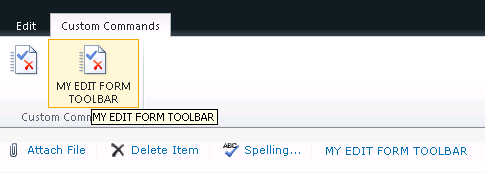 Edit Custom Commands
MY EDIT FORM
TOOLBAR
Custom Comm
MY EDIT FORM TOOLBAR
Attach File Delete Item ABC Spelling... MY EDIT FORM TOOLBAR